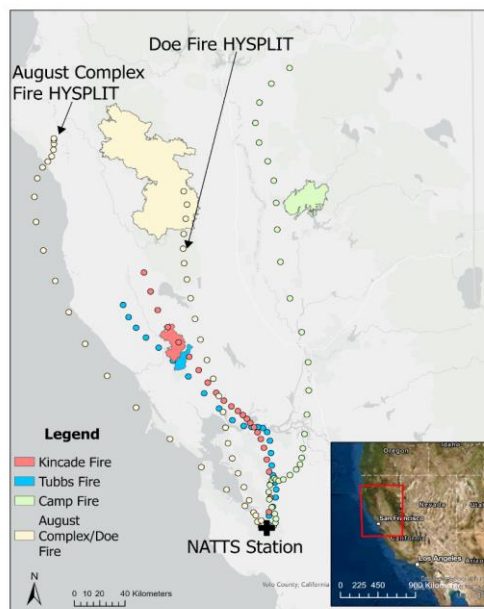 Doe Fire HYSPLIT
August Complex
Fire HYSPLIT
Legend
Kincade Fire
Tubbs Fire
Camp Fire
August
Complex/Doe
Fire
NATTS Station
N
0 20 40 80 Kilometers
Yolo County, California
Oregon
Idaho
Nevada
San Francisco
California
Los Angeles
0 450 900 Kilometers